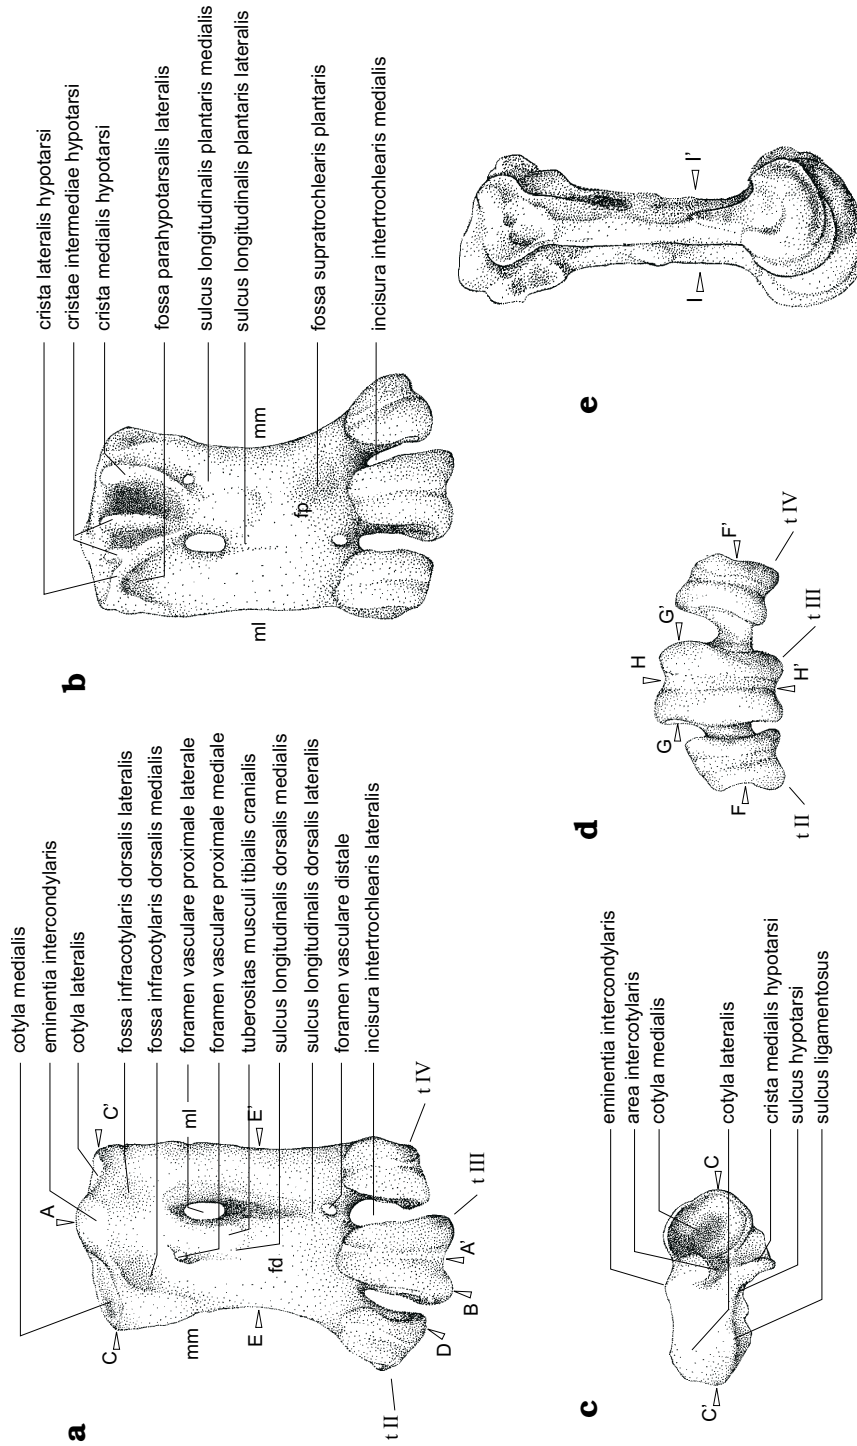 a
cotyla medialis
eminentia intercondylaris
cotyla lateralis
fossa infracotylaris dorsalis lateralis
fossa infracotylaris dorsalis medialis
foramen vasculare proximale laterale
foramen vasculare proximale mediale
tuberositas musculi tibialis cranialis
sulcus longitudinalis dorsalis medialis
sulcus longitudinalis dorsalis lateralis
foramen vasculare distale
incisura intertrochlearis lateralis
A
C
C'
mm
ml
E
E'
fd
D
B
A'
t II
t III
t IV
b
crista lateralis hypotarsi
cristae intermediae hypotarsi
crista medialis hypotarsi
fossa parahypotarsalis lateralis
sulcus longitudinalis plantaris medialis
sulcus longitudinalis plantaris lateralis
fossa supratrochlearis plantaris
incisura intertrochlearis medialis
ml
mm
fp
c
eminentia intercondylaris
area intercotylaris
cotyla medialis
cotyla lateralis
crista medialis hypotarsi
sulcus hypotarsi
sulcus ligamentosus
C'
C
d
F
G
H
G'
F'
H'
t II
t III
t IV
e
I
I'